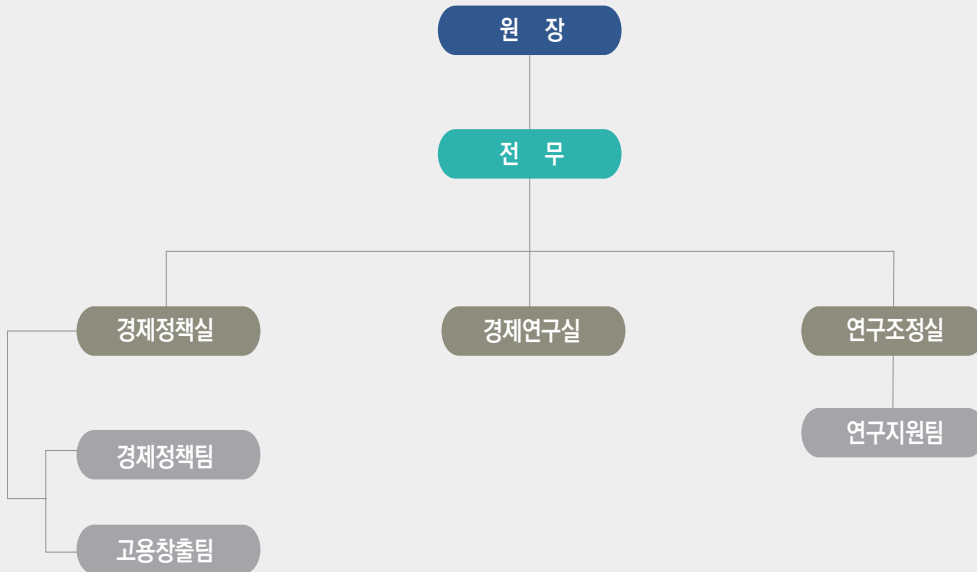 원 장
전 무
경제정책실
경제연구실
연구조정실
경제정책팀
연구지원팀
고용창출팀